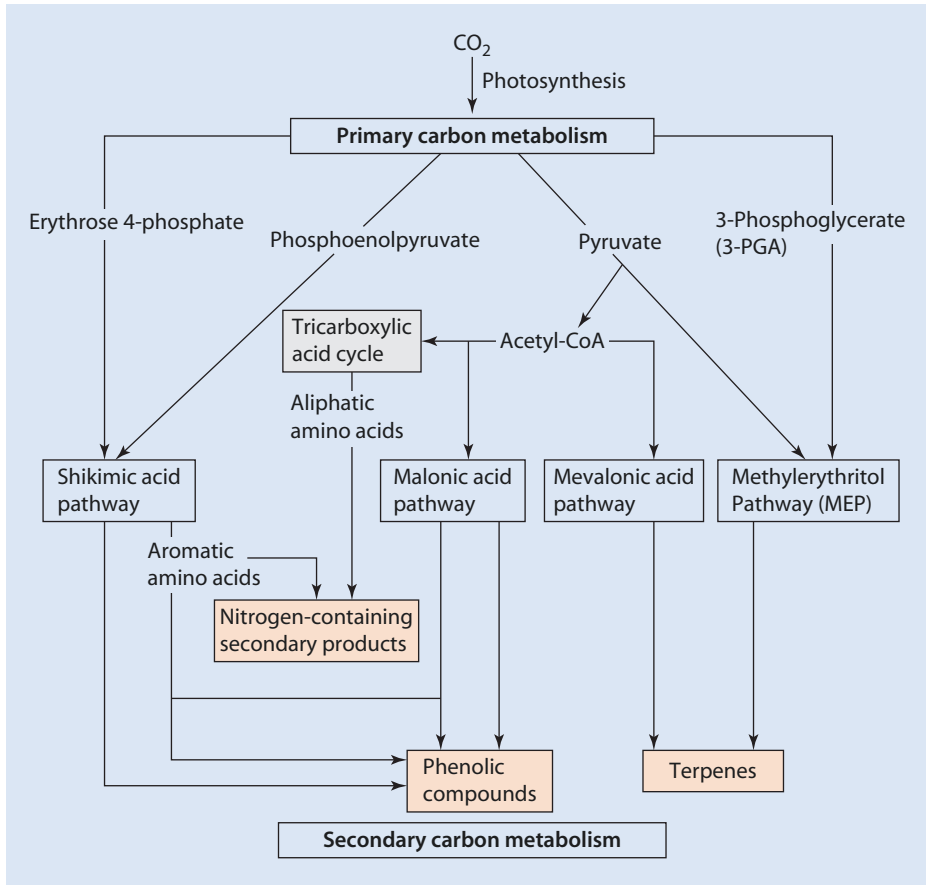 CO2
Photosynthesis
Primary carbon metabolism
Erythrose 4-phosphate
Phosphoenolpyruvate
Pyruvate
3-Phosphoglycerate
(3-PGA)
Tricarboxylic
acid cycle
Acetyl-CoA
Aliphatic
amino acids
Shikimic acid
pathway
Malonic acid
pathway
Mevalonic acid
pathway
Methylerythritol
Pathway (MEP)
Aromatic
amino acids
Nitrogen-containing
secondary products
Phenolic
compounds
Terpenes
Secondary carbon metabolism